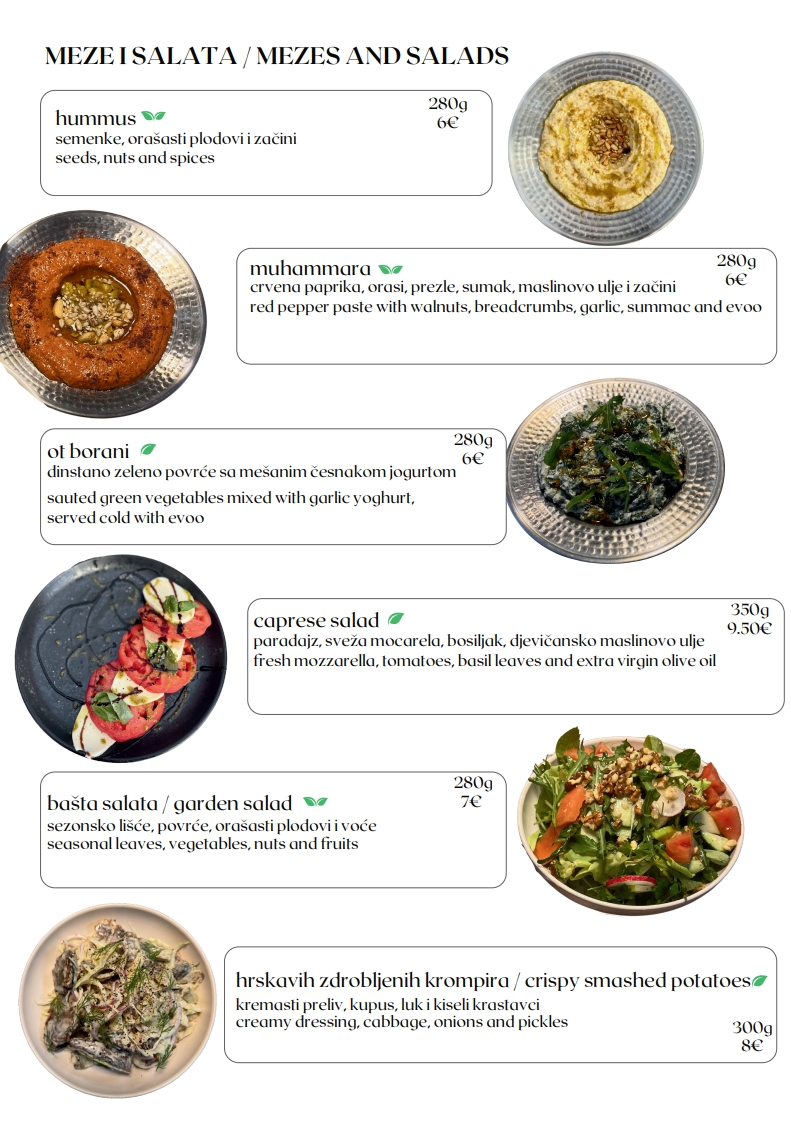 MEZE I SALATA / MEZES AND SALADS
hummus
280g
6€
semenke, orašasti plodovi i začini
seeds, nuts and spices
muhammara
280g
6€
crvena paprika, orasi, prezle, sumak, maslinovo ulje i začini
red pepper paste with walnuts, breadcrumbs, garlic, summac and evoo
ot borani
280g
6€
dinstano zeleno povrće sa mešanim česnakom jogurtom
sauted green vegetables mixed with garlic yoghurt,
served cold with evoo
caprese salad
350g
9.50€
paradajz, sveža mocarela, bosiljak, djevičansko maslinovo ulje
fresh mozzarella, tomatoes, basil leaves and extra virgin olive oil
bašta salata / garden salad
280g
7€
sezonsko lišće, povrće, orašasti plodovi i voće
seasonal leaves, vegetables, nuts and fruits
hrskavih zdrobljenih krompira / crispy smashed potatoes
kremasti preliv, kupus, luk i kiseli krastavci
creamy dressing, cabbage, onions and pickles
300g
8€